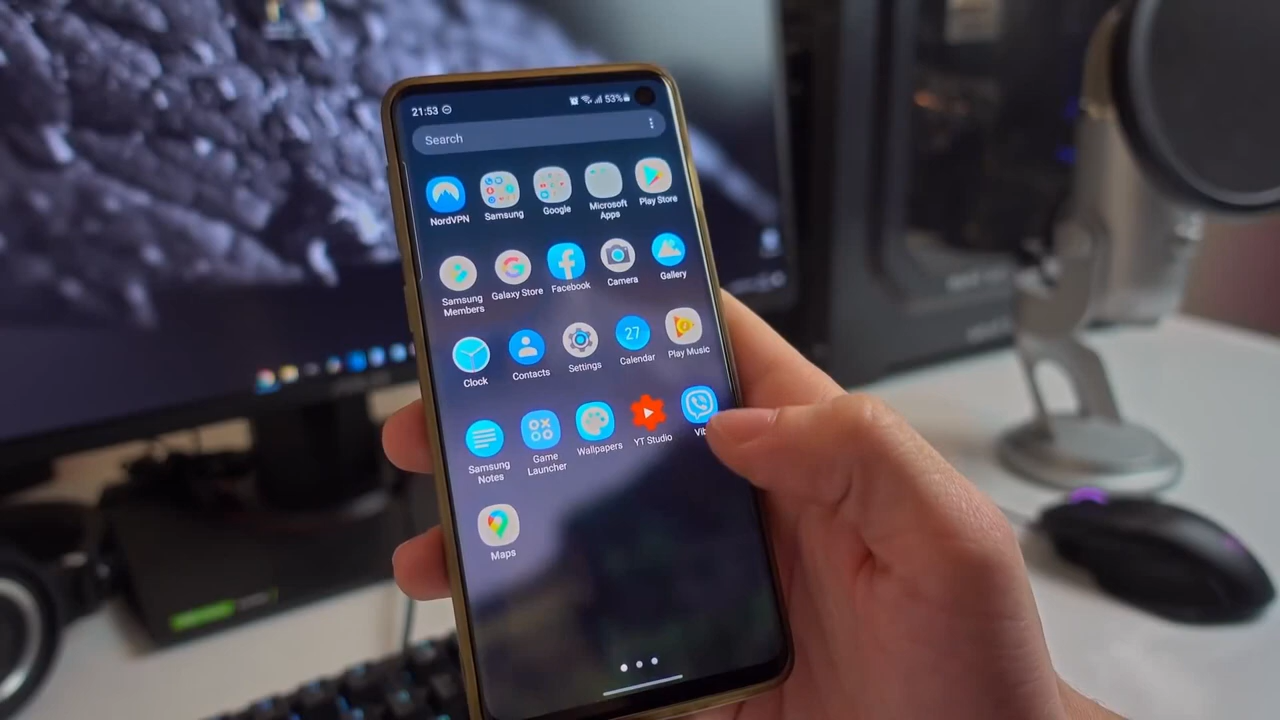 21:53
53%
Search
NordVPN
Samsung
Google
Microsoft
Apps
Play Store
Samsung
Members
Galaxy Store
Facebook
Camera
Gallery
Clock
Contacts
Settings
27
Calendar
Play Music
Samsung
Notes
Game
Launcher
Wallpapers
YT Studio
Vib
Maps